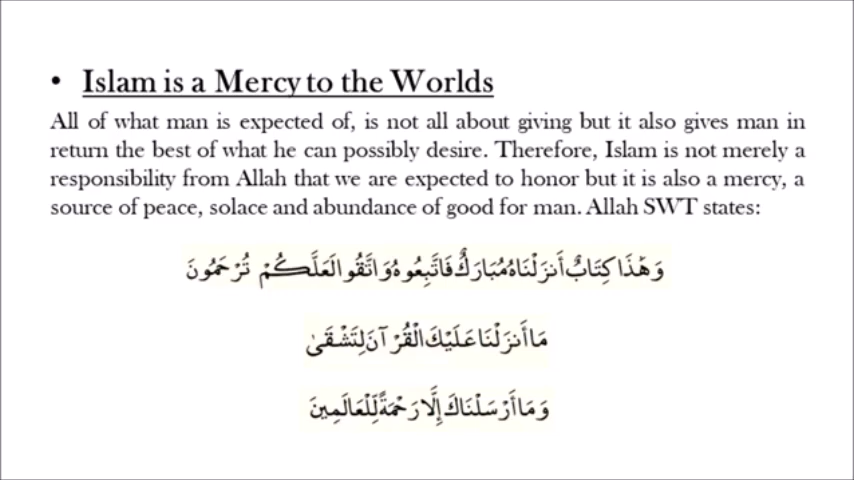 • Islam is a Mercy to the Worlds
All of what man is expected of, is not all about giving but it also gives man in
return the best of what he can possibly desire. Therefore, Islam is not merely a
responsibility from Allah that we are expected to honor but it is also a mercy, a
source of peace, solace and abundance of good for man. Allah SWT states:
وَهَٰذَا كِتَابٌ أَنزَلْنَاهُ مُبَارَكٌ فَاتَّبِعُوهُ وَاتَّقُوا لَعَلَّكُمْ تُرْحَمُونَ
مَا أَنزَلْنَا عَلَيْكَ الْقُرْآنَ لِتَشْقَىٰ
وَمَا أَرْسَلْنَاكَ إِلَّا رَحْمَةً لِّلْعَالَمِينَ